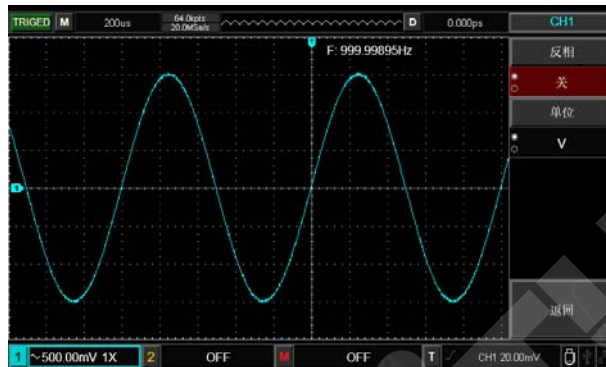 TRIGED M 200us 64.0kpts D 0.000ps CH1
20.0MSa/s
T
F: 999.99895Hz
反相
关
单位
V
1
返回
1 ~500.00mV 1X 2 OFF M OFF T CH1 20.00mV